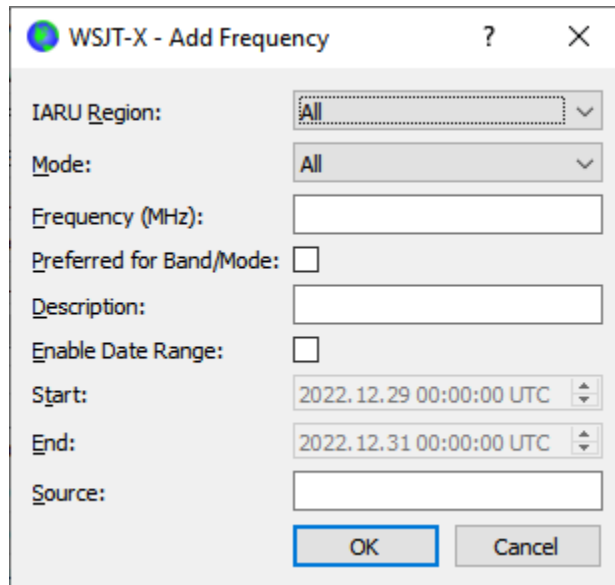 WSJT-X - Add Frequency ?
IARU Region: All
Mode: All
Frequency (MHz):
Preferred for Band/Mode:
Description:
Enable Date Range:
Start: 2022.12.29 00:00:00 UTC
End: 2022.12.31 00:00:00 UTC
Source:
OK Cancel